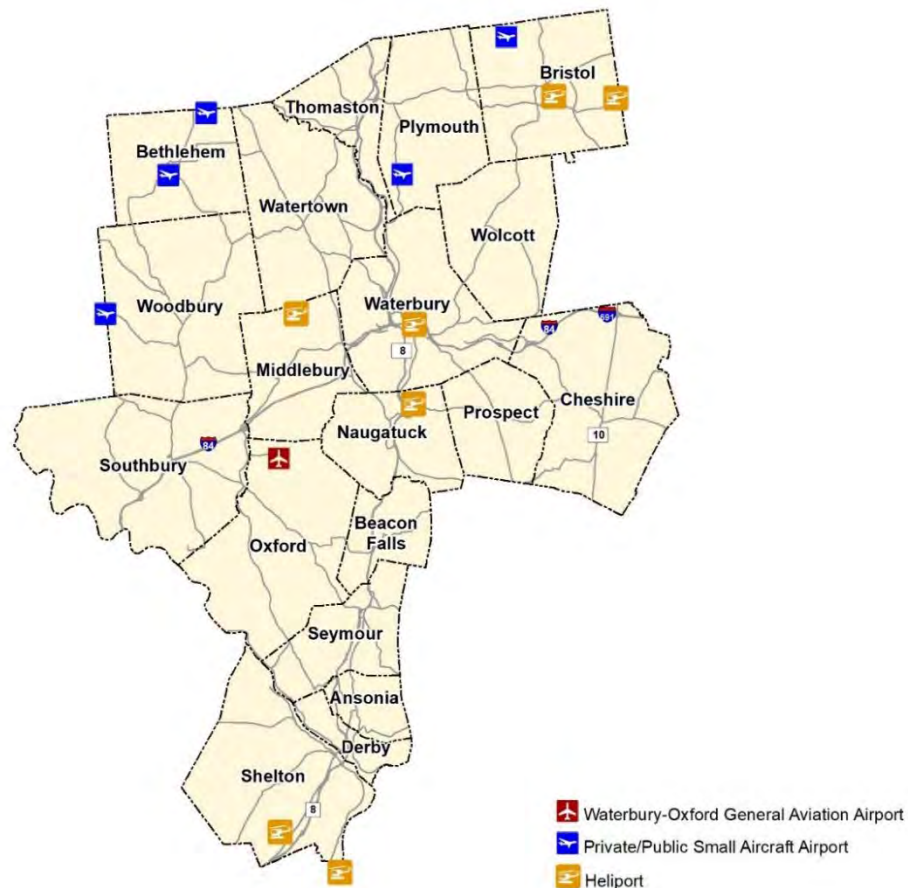 Bristol
Thomaston
Plymouth
Bethlehem
Watertown
Wolcott
Woodbury
Waterbury
84
691
8
Middlebury
Cheshire
Prospect
Naugatuck
10
84
Southbury
Beacon
Falls
Oxford
Seymour
Ansonia
Derby
Shelton
8
Waterbury-Oxford General Aviation Airport
Private/Public Small Aircraft Airport
Heliport